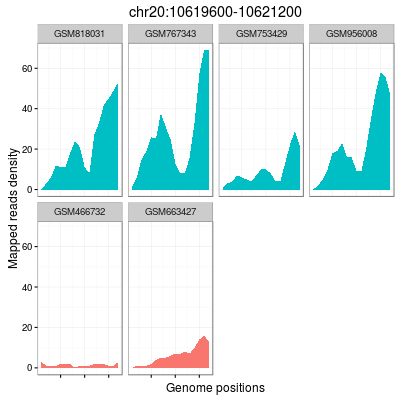 chr20:10619600-10621200
GSM818031 GSM767343 GSM753429 GSM956008
60
40
20
0
GSM466732 GSM663427
60
40
20
0
Mapped reads density
Genome positions